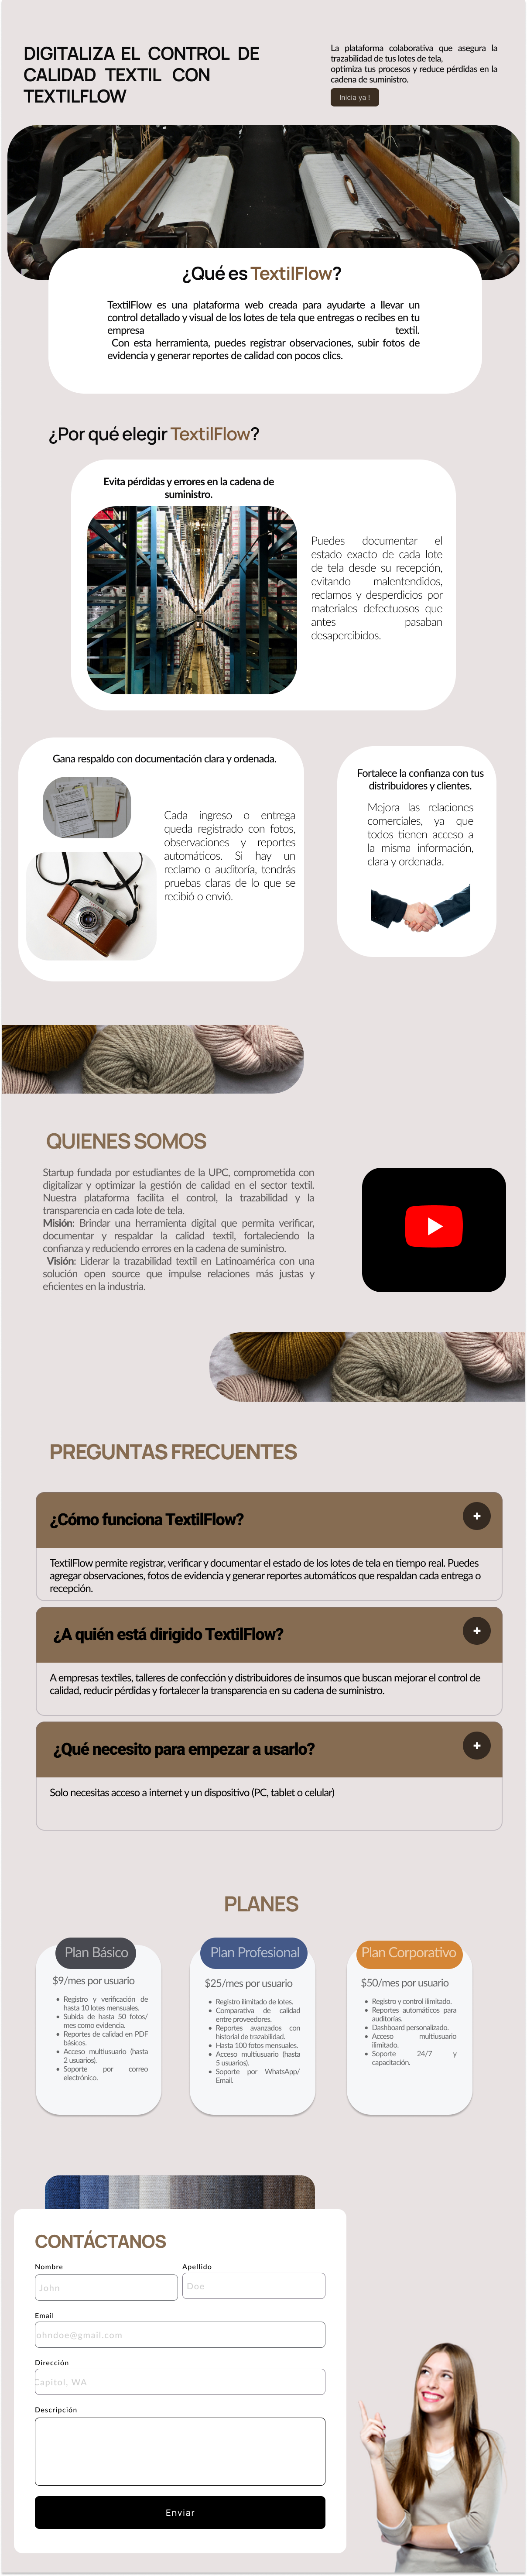 DIGITALIZA EL CONTROL DE
CALIDAD TEXTIL CON
TEXTILFLOW
La plataforma colaborativa que asegura la
trazabilidad de tus lotes de tela,
optimiza tus procesos y reduce pérdidas en la
cadena de suministro.
Inicia ya !
¿Qué es TextilFlow?
TextilFlow es una plataforma web creada para ayudarte a llevar un
control detallado y visual de los lotes de tela que entregas o recibes en tu
empresa textil.
Con esta herramienta, puedes registrar observaciones, subir fotos de
evidencia y generar reportes de calidad con pocos clics.
¿Por qué elegir TextilFlow?
Evita pérdidas y errores en la cadena de
suministro.
Puedes documentar el
estado exacto de cada lote
de tela desde su recepción,
evitando malentendidos,
reclamos y desperdicios por
materiales defectuosos que
antes pasaban
desapercibidos.
Gana respaldo con documentación clara y ordenada.
Cada ingreso o entrega
queda registrado con fotos,
observaciones y reportes
automáticos. Si hay un
reclamo o auditoría, tendrás
pruebas claras de lo que se
recibió o envió.
Fortalece la confianza con tus
distribuidores y clientes.
Mejora las relaciones
comerciales, ya que
todos tienen acceso a
la misma información,
clara y ordenada.
QUIENES SOMOS
Startup fundada por estudiantes de la UPC, comprometida con
digitalizar y optimizar la gestión de calidad en el sector textil.
Nuestra plataforma facilita el control, la trazabilidad y la
transparencia en cada lote de tela.
Misión: Brindar una herramienta digital que permita verificar,
documentar y respaldar la calidad textil, fortaleciendo la
confianza y reduciendo errores en la cadena de suministro.
Visión: Liderar la trazabilidad textil en Latinoamérica con una
solución open source que impulse relaciones más justas y
eficientes en la industria.
PREGUNTAS FRECUENTES
¿Cómo funciona TextilFlow?
TextilFlow permite registrar, verificar y documentar el estado de los lotes de tela en tiempo real. Puedes
agregar observaciones, fotos de evidencia y generar reportes automáticos que respaldan cada entrega o
recepción.
¿A quién está dirigido TextilFlow?
A empresas textiles, talleres de confección y distribuidores de insumos que buscan mejorar el control de
calidad, reducir pérdidas y fortalecer la transparencia en su cadena de suministro.
¿Qué necesito para empezar a usarlo?
Solo necesitas acceso a internet y un dispositivo (PC, tablet o celular)
PLANES
Plan Básico
$9/mes por usuario
• Registro y verificación de
hasta 10 lotes mensuales.
• Subida de hasta 50 fotos/
mes como evidencia.
• Reportes de calidad en PDF
básicos.
• Acceso multiusuario (hasta
2 usuarios).
• Soporte por correo
electrónico.
Plan Profesional
$25/mes por usuario
• Registro ilimitado de lotes.
• Comparativa de calidad
entre proveedores.
• Reportes avanzados con
historial de trazabilidad.
• Hasta 100 fotos mensuales.
• Acceso multiusuario (hasta
5 usuarios).
• Soporte por WhatsApp/
Email.
Plan Corporativo
$50/mes por usuario
• Registro y control ilimitado.
• Reportes automáticos para
auditorías.
• Dashboard personalizado.
• Acceso multiusuario
ilimitado.
• Soporte 24/7 y
capacitación.
CONTÁCTANOS
Nombre
Apellido
John
Doe
Email
ohndoe@gmail.com
Dirección
Capitol, WA
Descripción
Enviar